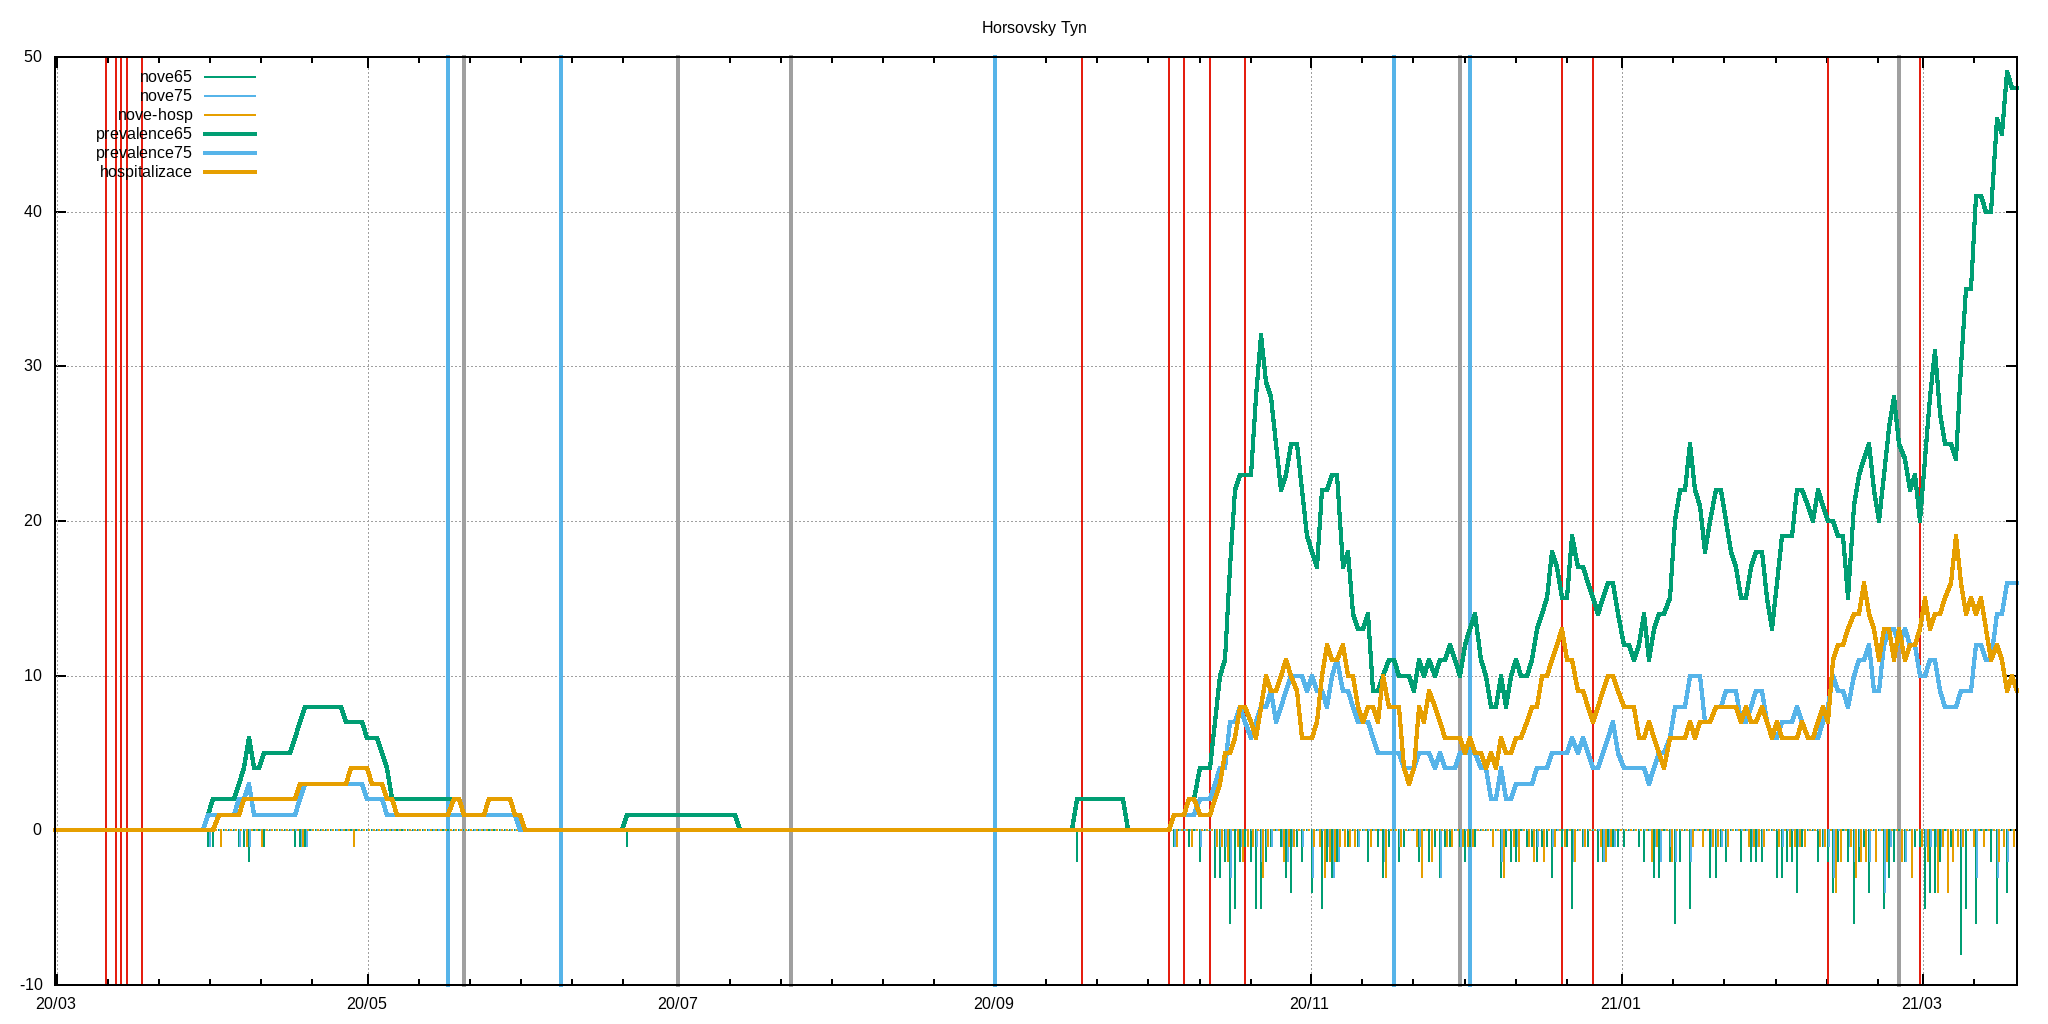 Horsovsky Tyn
50
nove65
nove75
nove-hosp
prevalence65
prevalence75
hospitalizace
40
30
20
10
0
-10
20/03 20/05 20/07 20/09 20/11 21/01 21/03